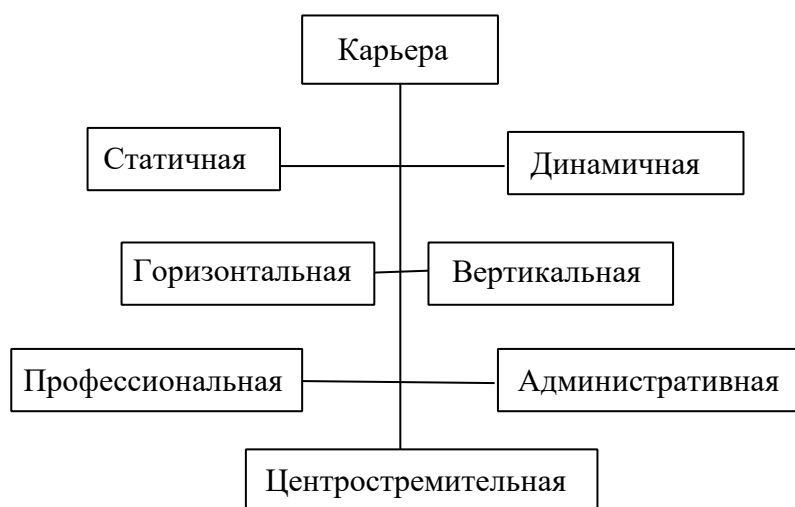 Карьера
Статичная
Динамичная
Горизонтальная
Вертикальная
Профессиональная
Административная
Центростремительная